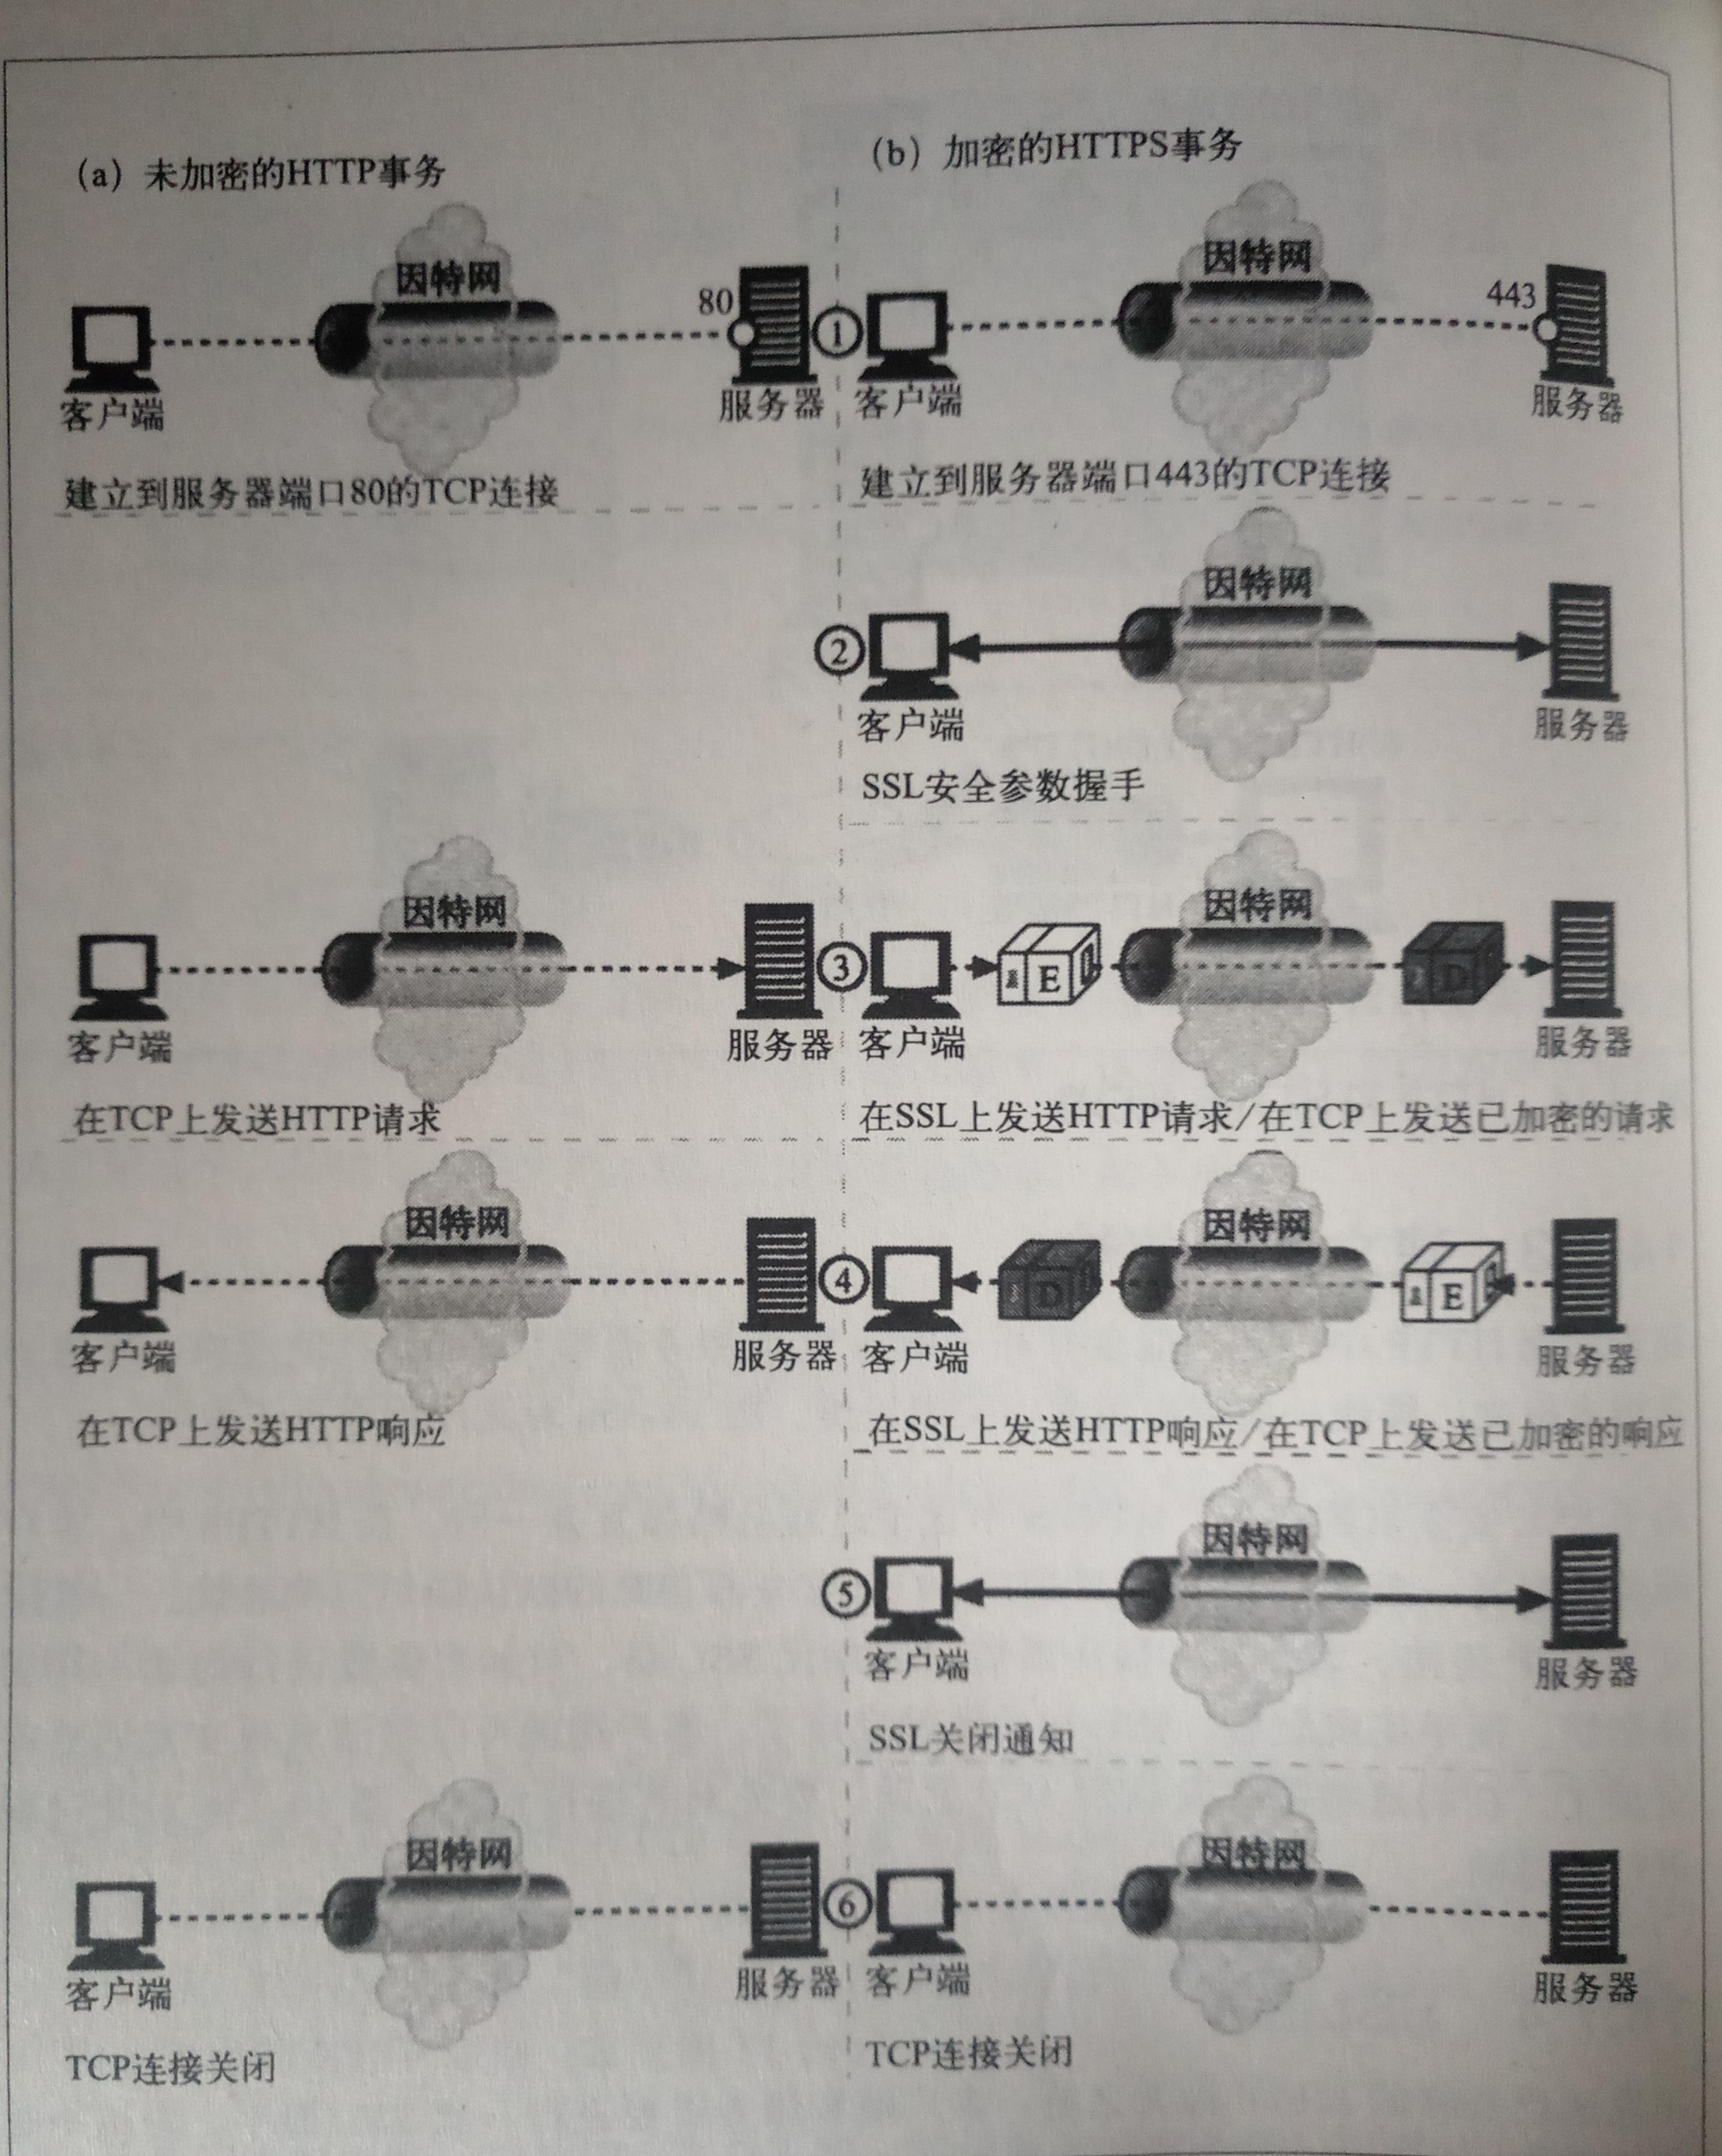 (a) 未加密的HTTP事务
(b) 加密的HTTPS事务
因特网
80
客户端
服务器
建立到服务器端口80的TCP连接
1
因特网
443
客户端
服务器
建立到服务器端口443的TCP连接
2
因特网
客户端
服务器
SSL安全参数握手
因特网
客户端
服务器
在TCP上发送HTTP请求
3
因特网
E
D
客户端
服务器
在SSL上发送HTTP请求/在TCP上发送已加密的请求
因特网
客户端
服务器
在TCP上发送HTTP响应
4
因特网
D
E
客户端
服务器
在SSL上发送HTTP响应/在TCP上发送已加密的响应
5
因特网
客户端
服务器
SSL关闭通知
因特网
客户端
服务器
TCP连接关闭
6
因特网
客户端
服务器
TCP连接关闭